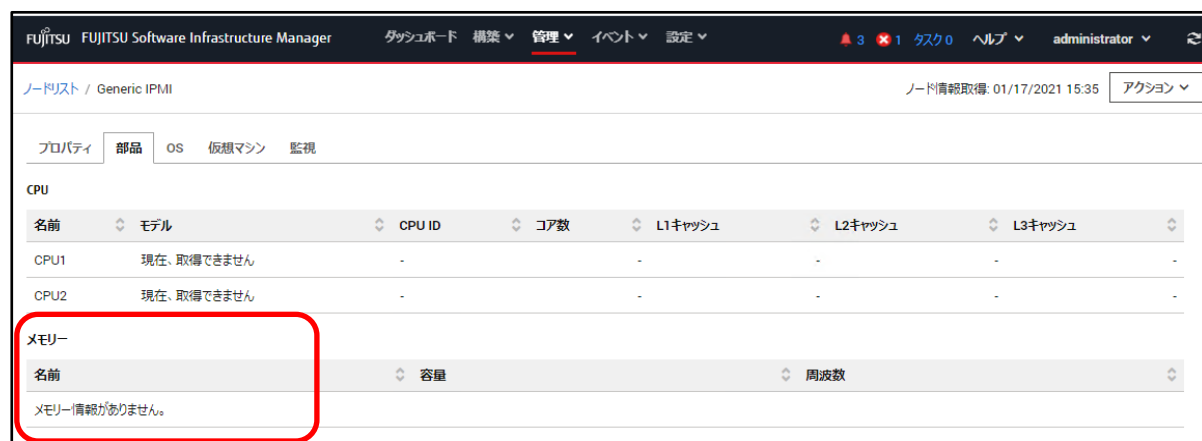 FUJITSU FUJITSU Software Infrastructure Manager ダッシュボード 構築 管理 イベント 設定 3 1 タスク 0 ヘルプ administrator
ノードリスト / Generic IPMI ノード情報取得: 01/17/2021 15:35 アクション
プロパティ 部品 OS 仮想マシン 監視
CPU
名前 モデル CPU ID コア数 L1キャッシュ L2キャッシュ L3キャッシュ
CPU1 現在、取得できません - - - - -
CPU2 現在、取得できません - - - - -
メモリー
名前 容量 周波数
メモリー情報がありません。